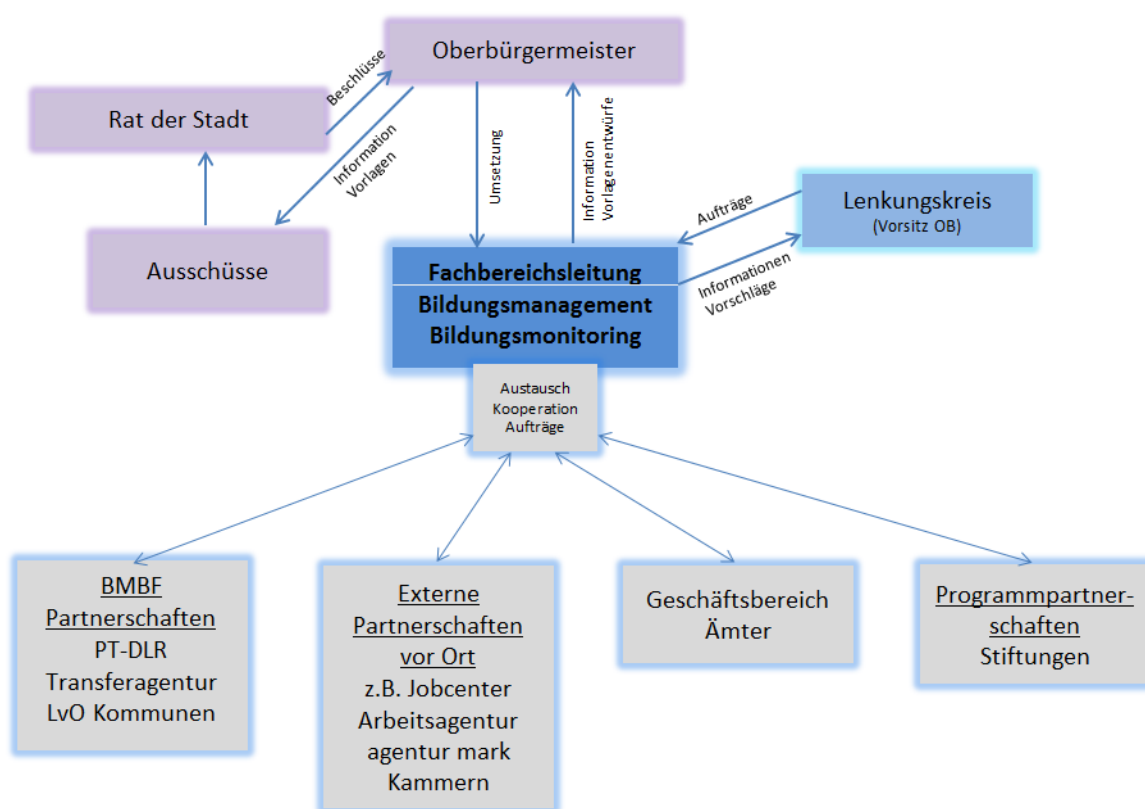 Oberbürgermeister
Beschlüsse
Rat der Stadt
Information
Vorlagen
Umsetzung
Information
Vorlagenentwürfe
Aufträge
Lenkungskreis
(Vorsitz OB)
Ausschüsse
Fachbereichsleitung
Bildungsmanagement
Bildungsmonitoring
Informationen
Vorschläge
Austausch
Kooperation
Aufträge
BMBF
Partnerschaften
PT-DLR
Transferagentur
LvO Kommunen
Externe
Partnerschaften
vor Ort
z.B. Jobcenter
Arbeitsagentur
agentur mark
Kammern
Geschäftsbereich
Ämter
Programmpartner-
schaften
Stiftungen